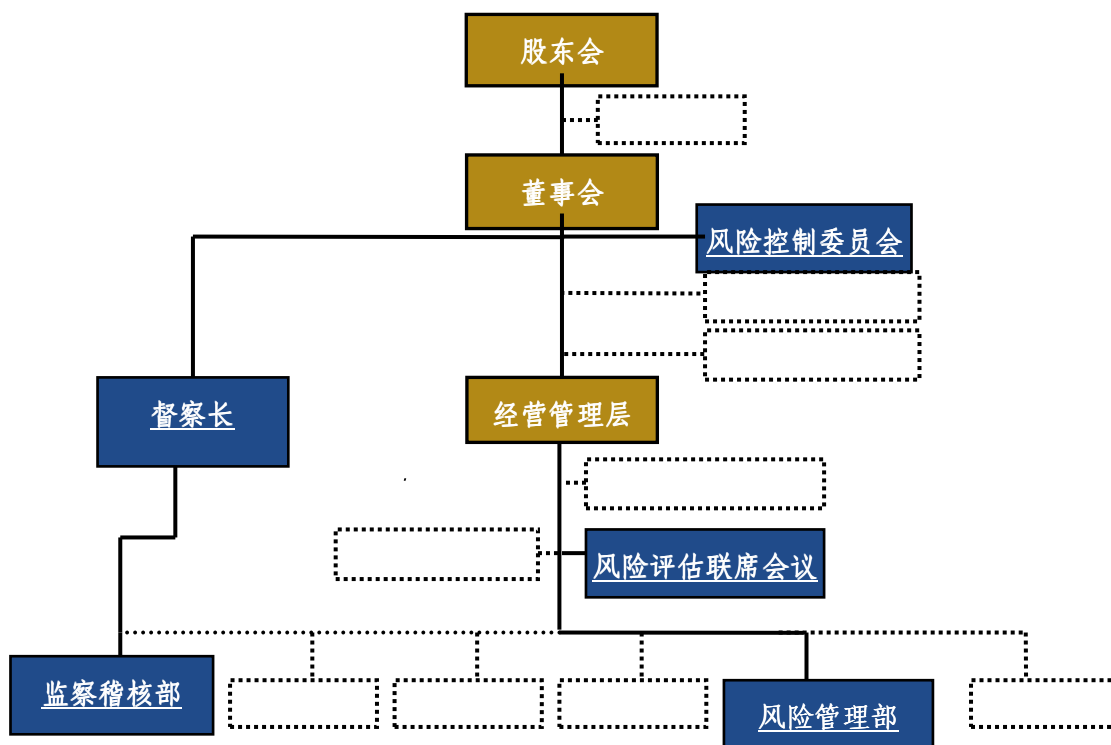 股东会
董事会
风险控制委员会
督察长
经营管理层
风险评估联席会议
监察稽核部
风险管理部